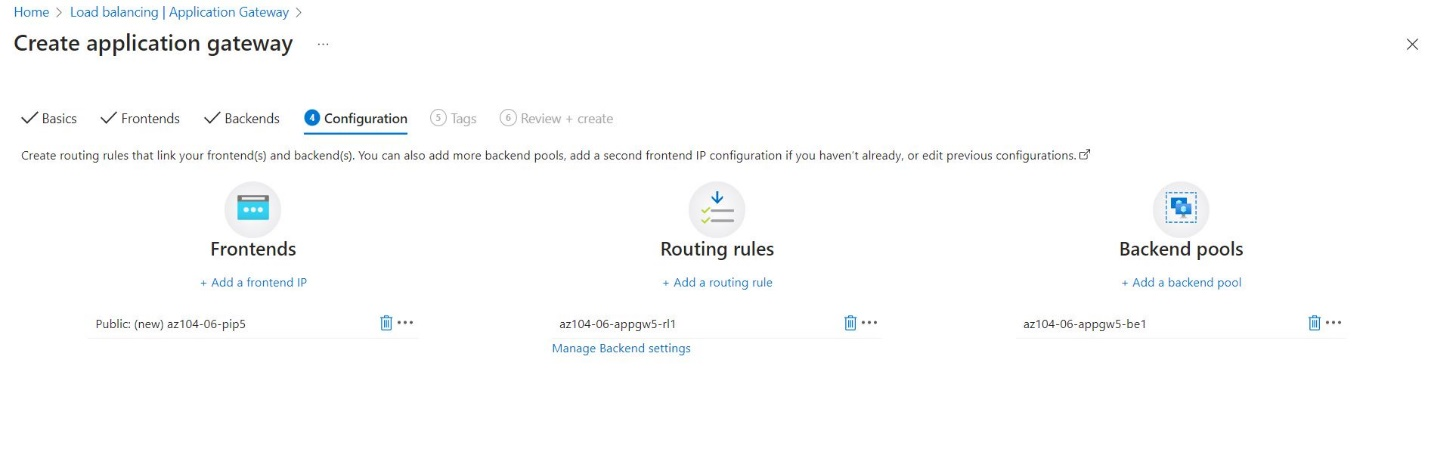 Home > Load balancing | Application Gateway >
Create application gateway ...
Basics Frontends Backends 4 Configuration 5 Tags 6 Review + create
Create routing rules that link your frontend(s) and backend(s). You can also add more backend pools, add a second frontend IP configuration if you haven't already, or edit previous configurations.
Frontends
+ Add a frontend IP
Public: (new) az104-06-pip5
Routing rules
+ Add a routing rule
az104-06-appgw5-rl1
Manage Backend settings
Backend pools
+ Add a backend pool
az104-06-appgw5-be1